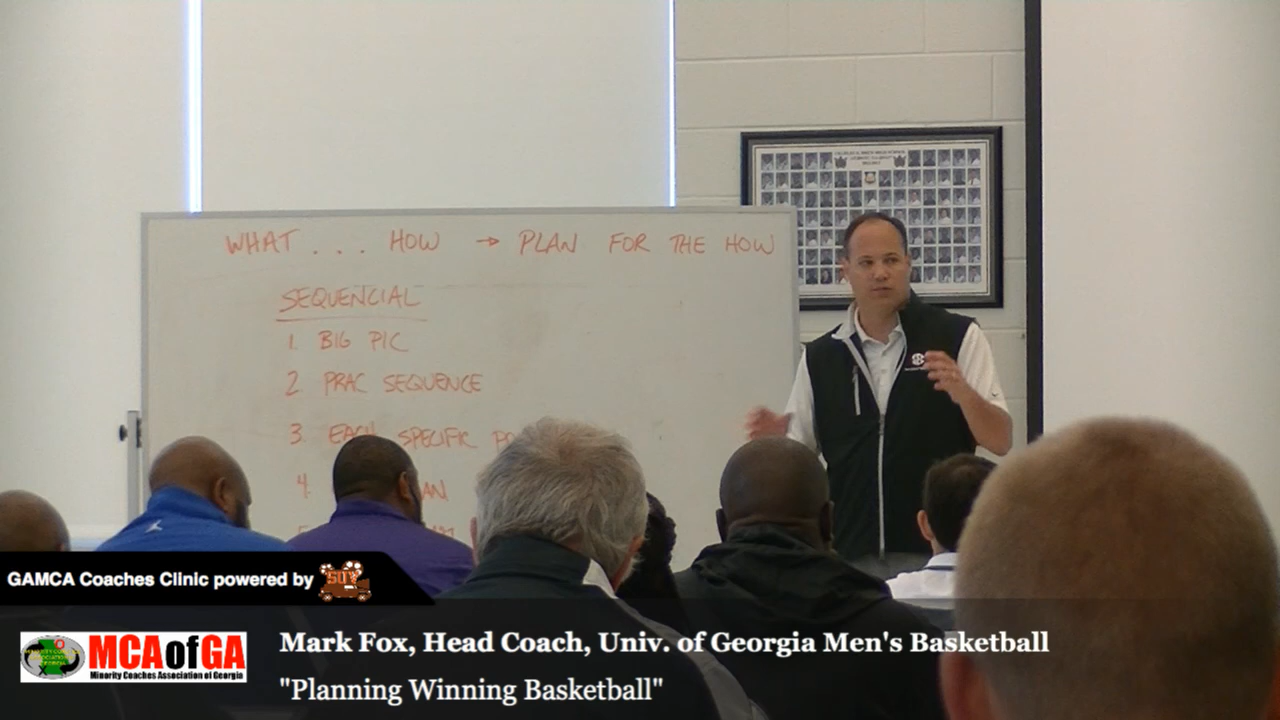 WHAT . . . HOW → PLAN FOR THE HOW
SEQUENCIAL
1. BIG PIC
2. PRAC SEQUENCE
3. EACH SPECIFIC
4.
GAMCA Coaches Clinic powered by
MCAofGA
Minority Coaches Association of Georgia
Mark Fox, Head Coach, Univ. of Georgia Men's Basketball
"Planning Winning Basketball"